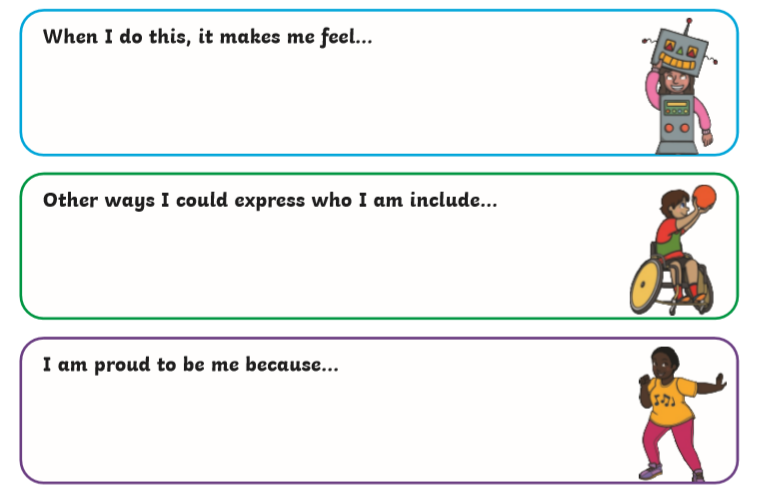 When I do this, it makes me feel...
Other ways I could express who I am include...
I am proud to be me because...